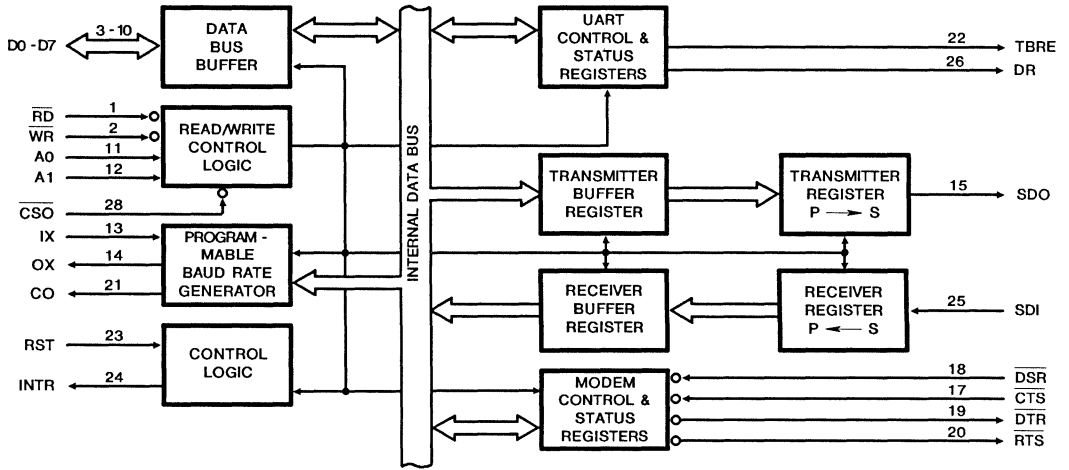 D0 - D7
3 - 10
DATA
BUS
BUFFER
UART
CONTROL &
STATUS
REGISTERS
22
TBRE
26
DR
RD
1
WR
2
A0
11
A1
12
READ/WRITE
CONTROL
LOGIC
CSO
28
INTERNAL DATA BUS
TRANSMITTER
BUFFER
REGISTER
TRANSMITTER
REGISTER
P → S
15
SDO
IX
13
OX
14
CO
21
PROGRAM -
MABLE
BAUD RATE
GENERATOR
RECEIVER
BUFFER
REGISTER
RECEIVER
REGISTER
P ← S
25
SDI
RST
23
INTR
24
CONTROL
LOGIC
MODEM
CONTROL &
STATUS
REGISTERS
18
DSR
17
CTS
19
DTR
20
RTS